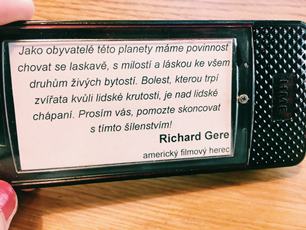 Jako obyvatelé této planety máme povinnost
chovat se laskavě, s milostí a láskou ke všem
druhům živých bytostí. Bolest, kterou trpí
zvířata kvůli lidské krutosti, je nad lidské
chápaní. Prosím vás, pomozte skoncovat
s tímto šílenstvím!
Richard Gere
americký filmový herec